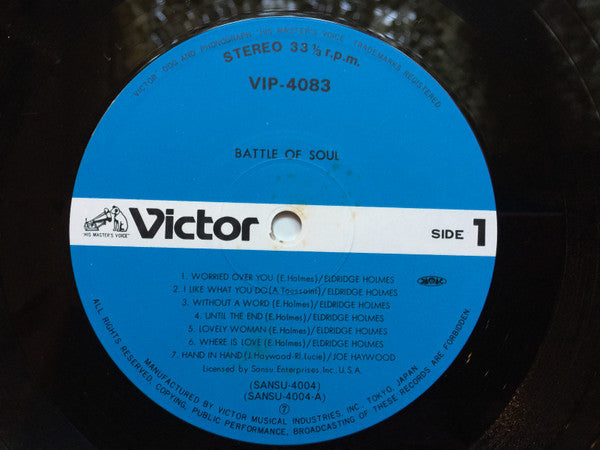 "VICTOR" DOG AND PHONOGRAPH "HIS MASTER'S VOICE" TRADEMARKS REGISTERED.
STEREO 33 ⅓ r.p.m.
VIP-4083
BATTLE OF SOUL
"HIS MASTER'S VOICE"
Victor
SIDE 1
1. WORRIED OVER YOU (E.Holmes)/ELDRIDGE HOLMES
2. I LIKE WHAT YOU DO(A.Toussaint)/ELDRIDGE HOLMES
3. WITHOUT A WORD (E.Holmes)/ELDRIDGE HOLMES
4. UNTIL THE END (E.Holmes)/ELDRIDGE HOLMES
5. LOVELY WOMAN (E.Holmes)/ELDRIDGE HOLMES
6. WHERE IS LOVE (E.Holmes)/ELDRIDGE HOLMES
7. HAND IN HAND (J.Haywood-Rl.Lucie)/JOE HAYWOOD
Licensed by Sansu Enterprises Inc., U.S.A.
(SANSU-4004)
(SANSU-4004-A)
MANUFACTURED BY VICTOR MUSICAL INDUSTRIES, INC. TOKYO, JAPAN
ALL RIGHTS RESERVED. COPYING, PUBLIC PERFORMANCE, BROADCASTING OF THESE RECORDS ARE FORBIDDEN